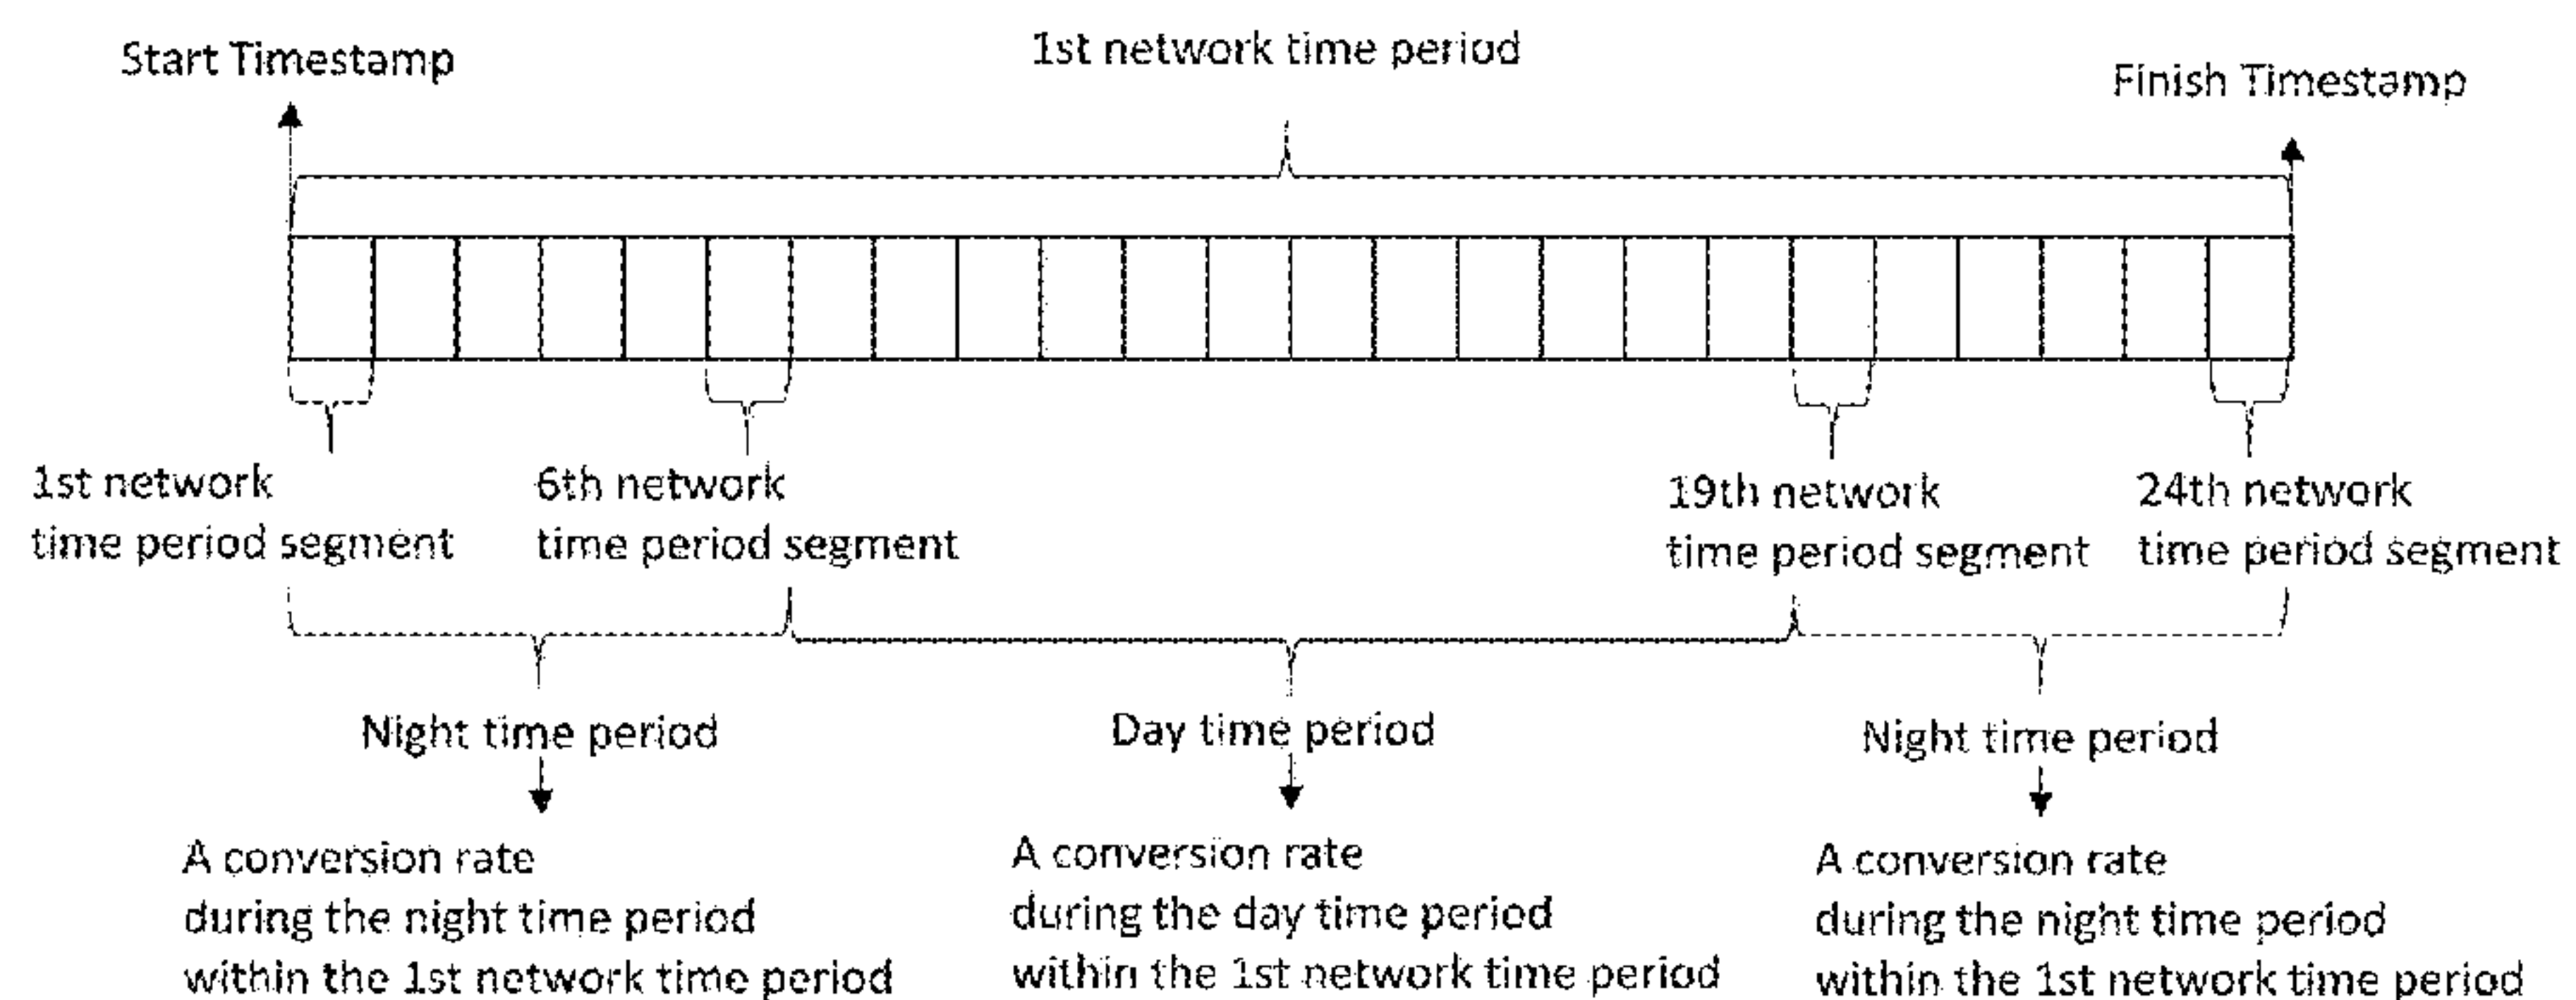 Start Timestamp
1st network time period
Finish Timestamp
1st network
time period segment
6th network
time period segment
19th network
time period segment
24th network
time period segment
Night time period
Day time period
Night time period
A conversion rate
during the night time period
within the 1st network time period
A conversion rate
during the day time period
within the 1st network time period
A conversion rate
during the night time period
within the 1st network time period